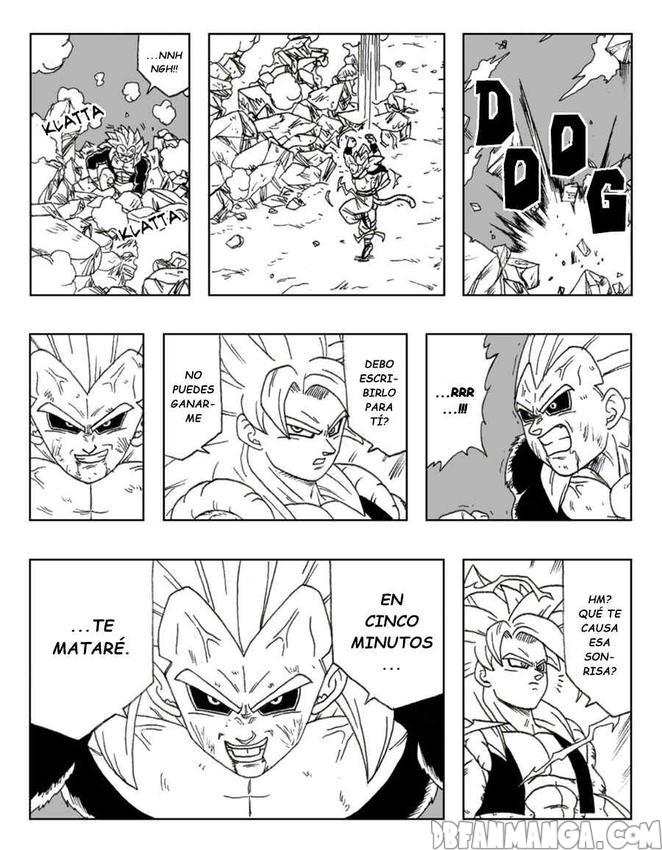 DOOG
...NNH
NGH!!
KLATTA
KLATTA
...RRR
...!!!
DEBO
ESCRI-
BIRLO
PARA
TÍ?
NO
PUEDES
GANAR-
ME
HM?
QUÉ TE
CAUSA
ESA
SON-
RISA?
EN
CINCO
MINUTOS
...
...TE
MATARÉ.
DBFANMANGA.COM